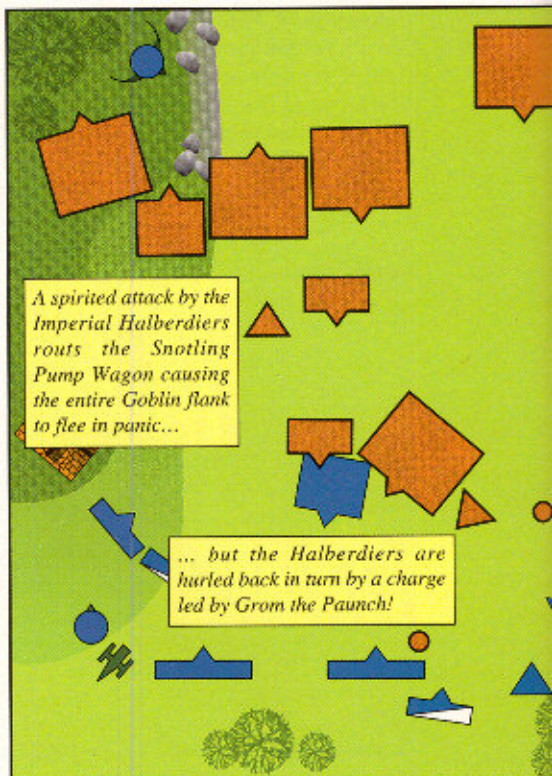 A spirited attack by the
Imperial Halberdiers
routs the Snotling
Pump Wagon causing
the entire Goblin flank
to flee in panic...
... but the Halberdiers are
hurled back in turn by a charge
led by Grom the Paunch!